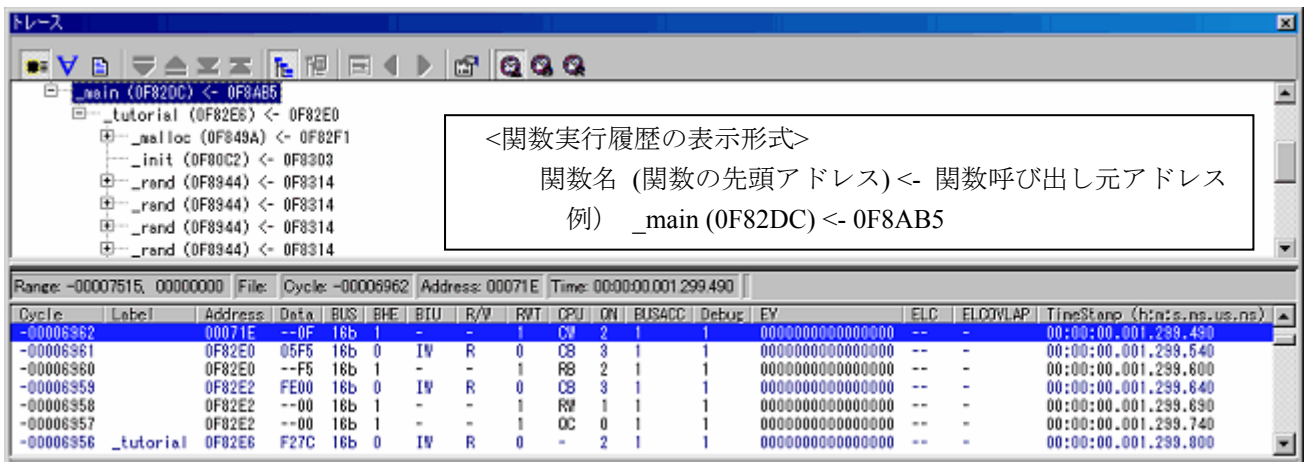 トレース
_main (0F82DC) <- 0F8AB5
_tutorial (0F82E6) <- 0F82E0
_malloc (0F849A) <- 0F82F1
_init (0F80C2) <- 0F8303
_rand (0F8944) <- 0F8314
_rand (0F8944) <- 0F8314
_rand (0F8944) <- 0F8314
_rand (0F8944) <- 0F8314
<関数実行履歴の表示形式>
関数名 (関数の先頭アドレス) <- 関数呼び出し元アドレス
例） _main (0F82DC) <- 0F8AB5
Range: -00007515, 00000000 File: Cycle: -00006962 Address: 00071E Time: 00:00:00.001.299.490
Cycle Label Address Data BUS BHE BIU R/W RWT CPU QN BUSACC Debug EV ELC ELCOVLAP TimeStamp (h:m:s.ms.us.ns)
-00006962 00071E --0F 16b 1 - - 1 CW 2 1 1 0000000000000000 -- - 00:00:00.001.299.490
-00006961 0F82E0 05F5 16b 0 IW R 0 CB 3 1 1 0000000000000000 -- - 00:00:00.001.299.540
-00006960 0F82E0 --F5 16b 1 - - 1 RB 2 1 1 0000000000000000 -- - 00:00:00.001.299.600
-00006959 0F82E2 FE00 16b 0 IW R 0 CB 3 1 1 0000000000000000 -- - 00:00:00.001.299.640
-00006958 0F82E2 --00 16b 1 - - 1 RW 1 1 1 0000000000000000 -- - 00:00:00.001.299.690
-00006957 0F82E2 --00 16b 1 - - 1 OC 0 1 1 0000000000000000 -- - 00:00:00.001.299.740
-00006956 _tutorial 0F82E6 F27C 16b 0 IW R 0 - 2 1 1 0000000000000000 -- - 00:00:00.001.299.800